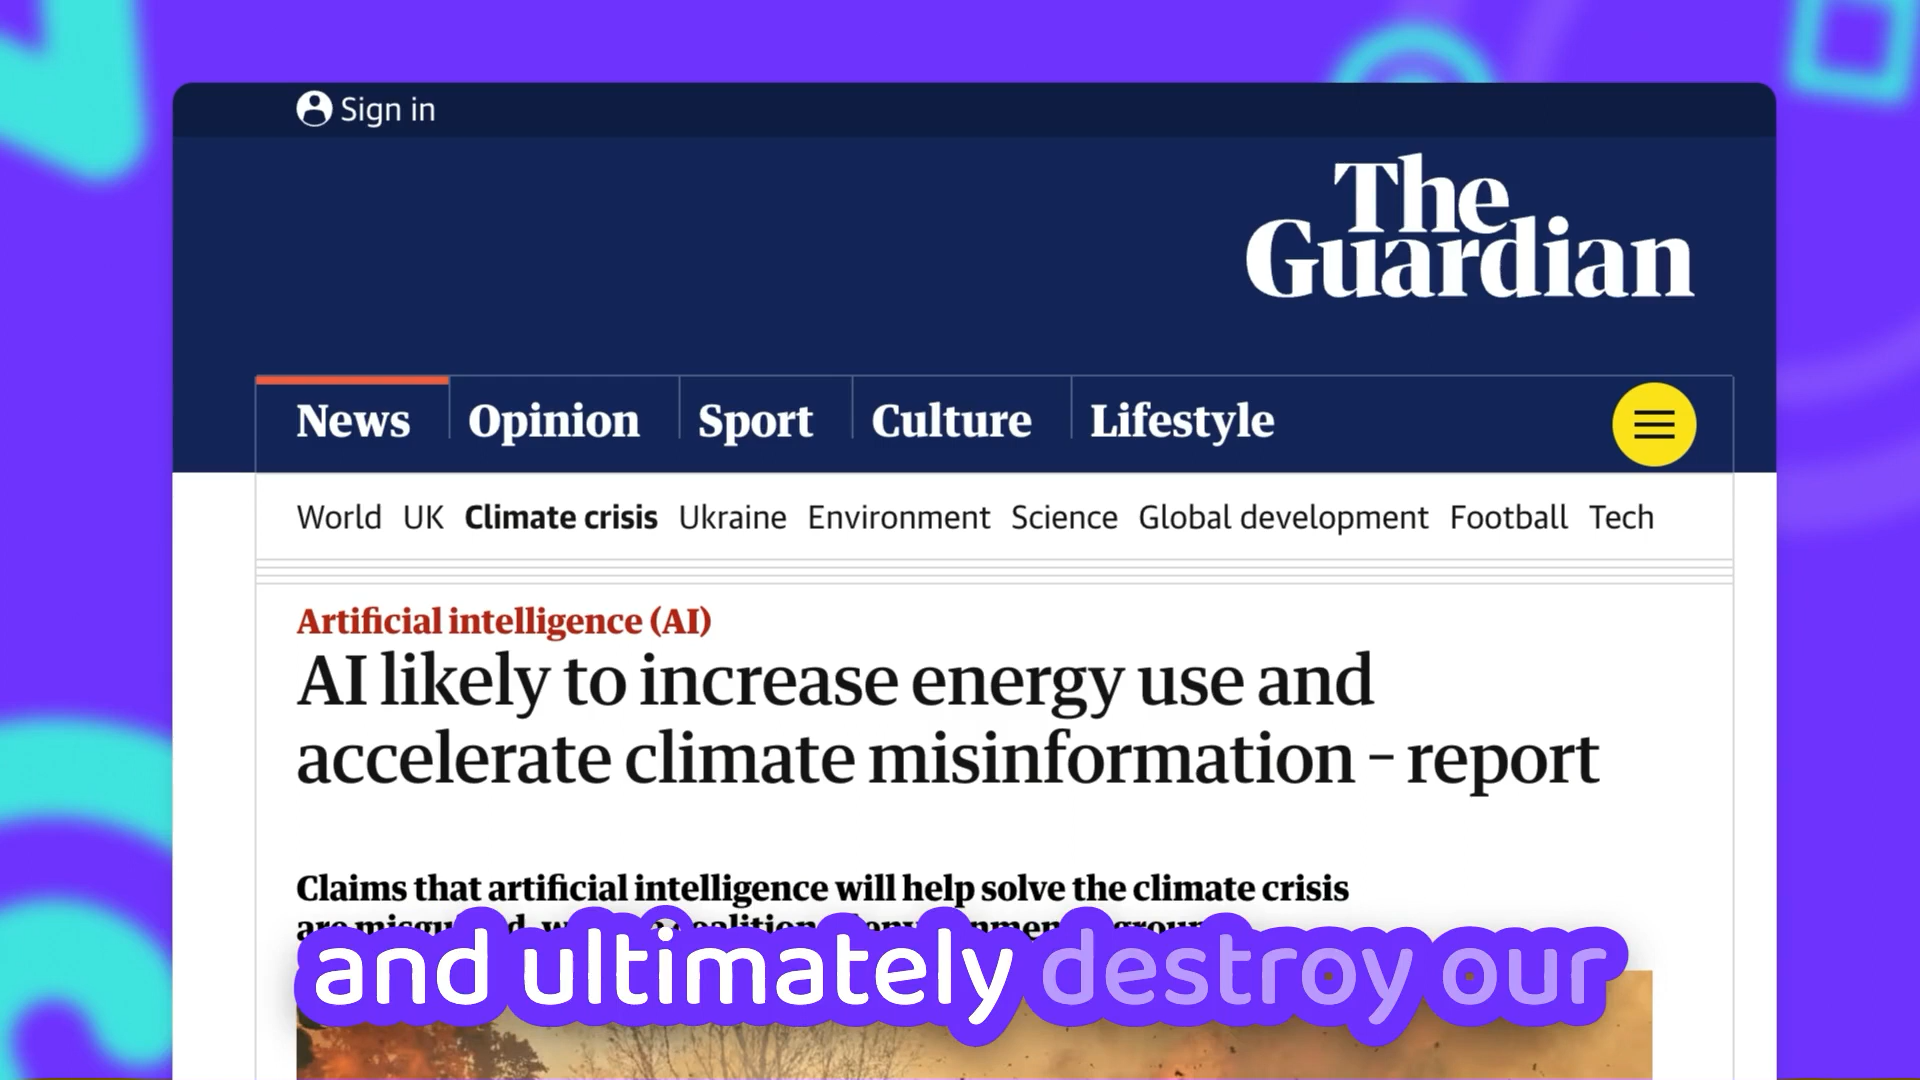 Sign in
The
Guardian
News Opinion Sport Culture Lifestyle
World UK Climate crisis Ukraine Environment Science Global development Football Tech
Artificial intelligence (AI)
AI likely to increase energy use and
accelerate climate misinformation – report
Claims that artificial intelligence will help solve the climate crisis
are
and ultimately destroy our